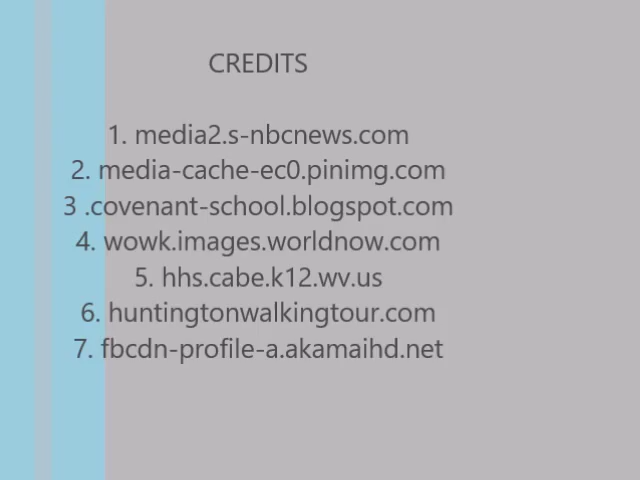 CREDITS
1. media2.s-nbcnews.com
2. media-cache-ec0.pinimg.com
3 .covenant-school.blogspot.com
4. wowk.images.worldnow.com
5. hhs.cabe.k12.wv.us
6. huntingtonwalkingtour.com
7. fbcdn-profile-a.akamaihd.net